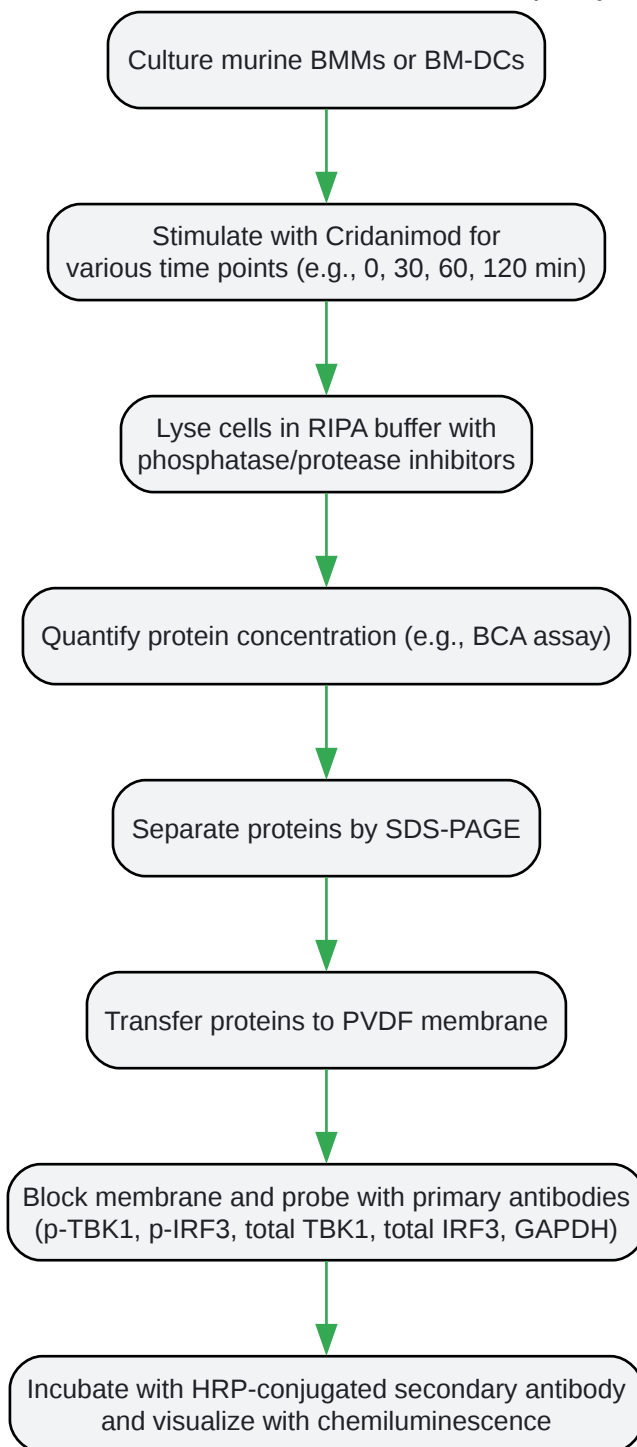 Culture murine BMMs or BM-DCs
Stimulate with Cridanimod for
various time points (e.g., 0, 30, 60, 120 min)
Lyse cells in RIPA buffer with
phosphatase/protease inhibitors
Quantify protein concentration (e.g., BCA assay)
Separate proteins by SDS-PAGE
Transfer proteins to PVDF membrane
Block membrane and probe with primary antibodies
(p-TBK1, p-IRF3, total TBK1, total IRF3, GAPDH)
Incubate with HRP-conjugated secondary antibody
and visualize with chemiluminescence